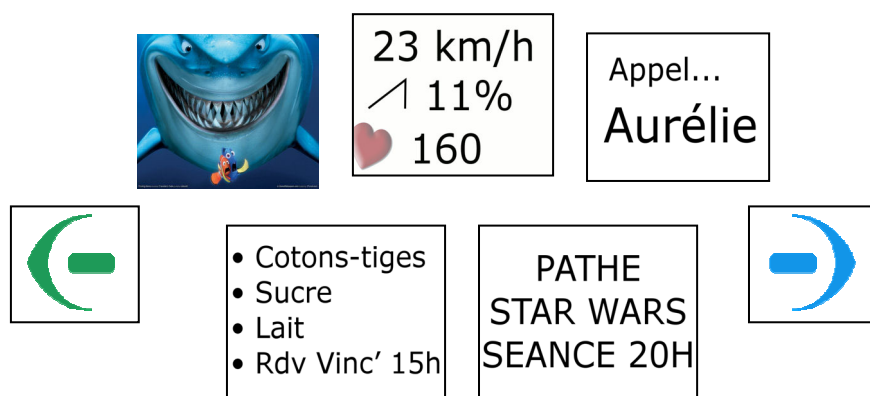 23 km/h
11%
160
Appel...
Aurélie
• Cotons-tiges
• Sucre
• Lait
• Rdv Vinc’ 15h
PATHE
STAR WARS
SEANCE 20H